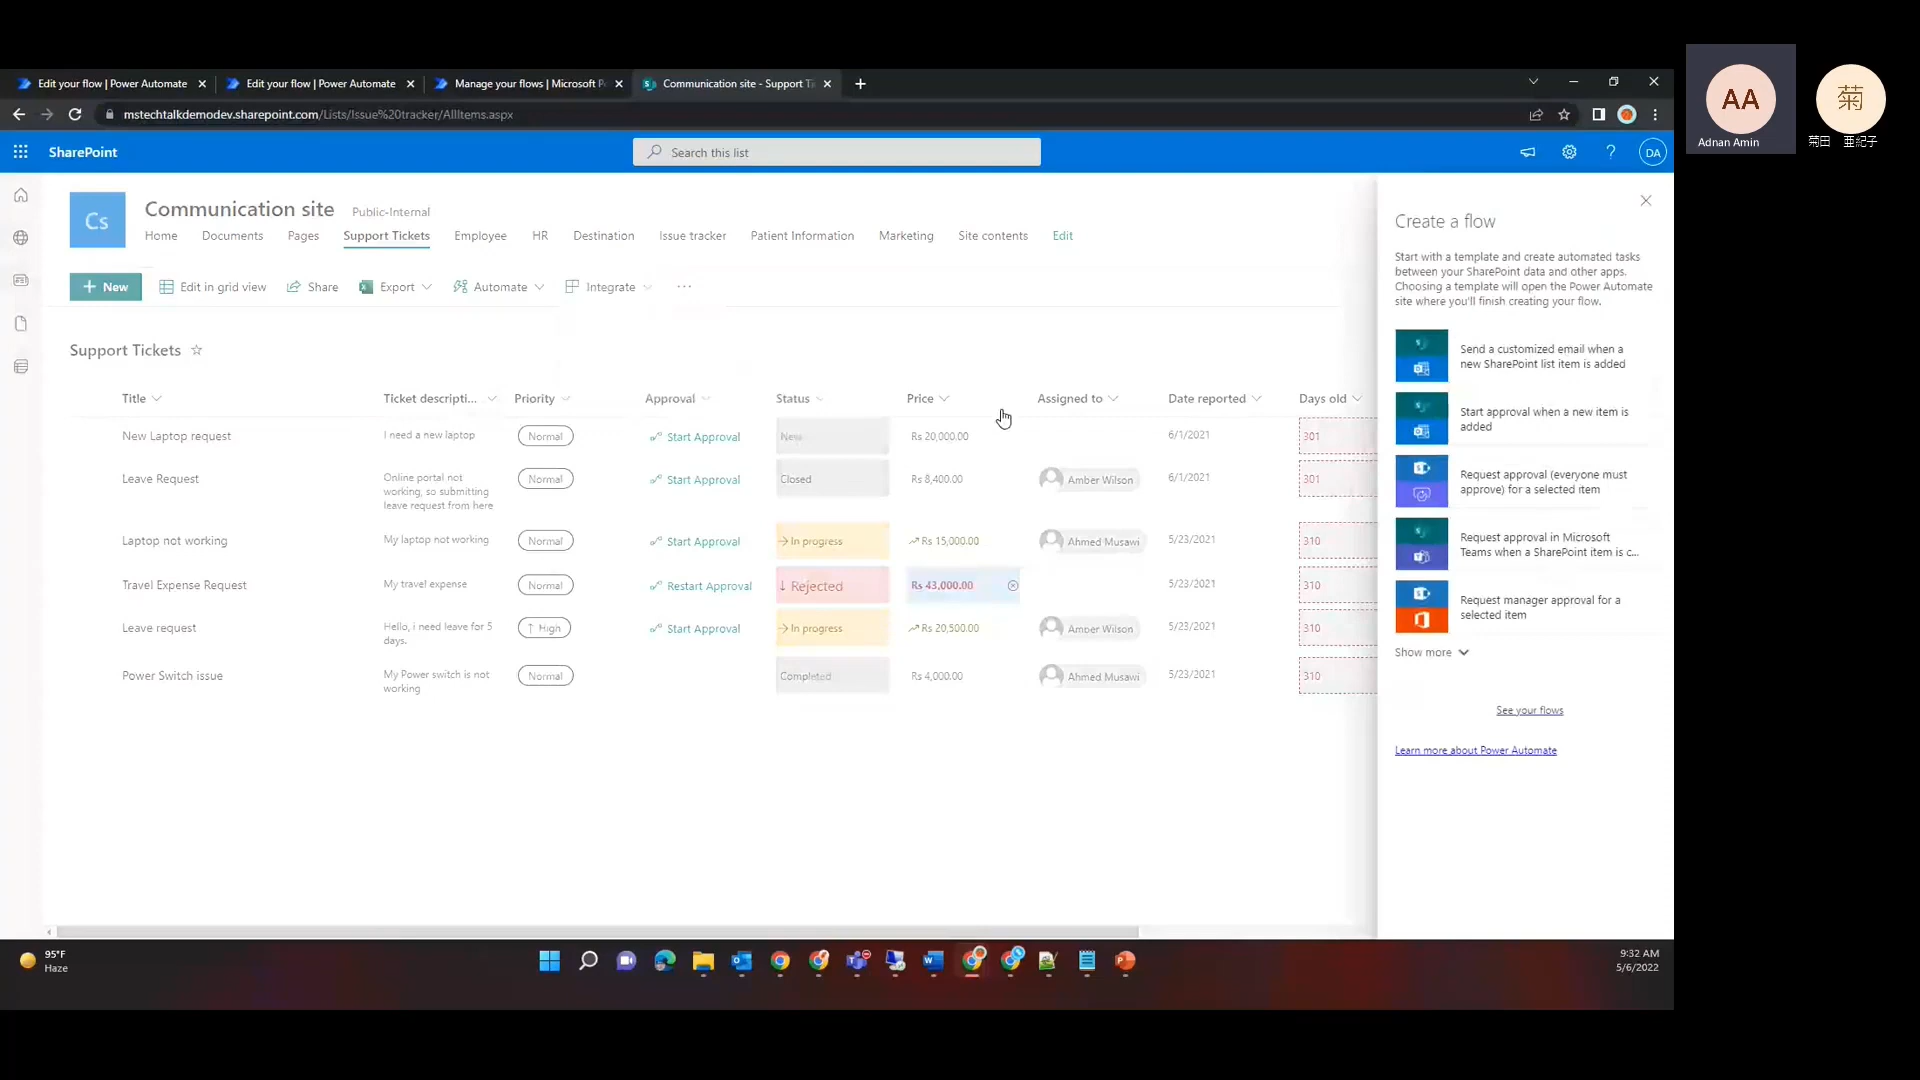 Edit your flow | Power Automate
Edit your flow | Power Automate
Manage your flows | Microsoft P
Communication site - Support T
mstechtalkdemodev.sharepoint.com/Lists/Issue%20tracker/AllItems.aspx
AA
Adnan Amin
菊
菊田 亜紀子
SharePoint
Search this list
DA
Cs
Communication site
Public-Internal
Home
Documents
Pages
Support Tickets
Employee
HR
Destination
Issue tracker
Patient Information
Marketing
Site contents
Edit
New
Edit in grid view
Share
Export
Automate
Integrate
Support Tickets
Title
Ticket descripti...
Priority
Approval
Status
Price
Assigned to
Date reported
Days old
New Laptop request
I need a new laptop
Normal
Start Approval
New
Rs 20,000.00
6/1/2021
301
Leave Request
Online portal not
working, so submitting
leave request from here
Normal
Start Approval
Closed
Rs 8,400.00
Amber Wilson
6/1/2021
301
Laptop not working
My laptop not working
Normal
Start Approval
In progress
Rs 15,000.00
Ahmed Musawi
5/23/2021
310
Travel Expense Request
My travel expense
Normal
Restart Approval
Rejected
Rs 43,000.00
5/23/2021
310
Leave request
Hello, i need leave for 5
days.
High
Start Approval
In progress
Rs 20,500.00
Amber Wilson
5/23/2021
310
Power Switch issue
My Power switch is not
working
Normal
Completed
Rs 4,000.00
Ahmed Musawi
5/23/2021
310
Create a flow
Start with a template and create automated tasks
between your SharePoint data and other apps.
Choosing a template will open the Power Automate
site where you'll finish creating your flow.
Send a customized email when a
new SharePoint list item is added
Start approval when a new item is
added
Request approval (everyone must
approve) for a selected item
Request approval in Microsoft
Teams when a SharePoint item is c...
Request manager approval for a
selected item
Show more
See your flows
Learn more about Power Automate
95°F
Haze
9:32 AM
5/6/2022